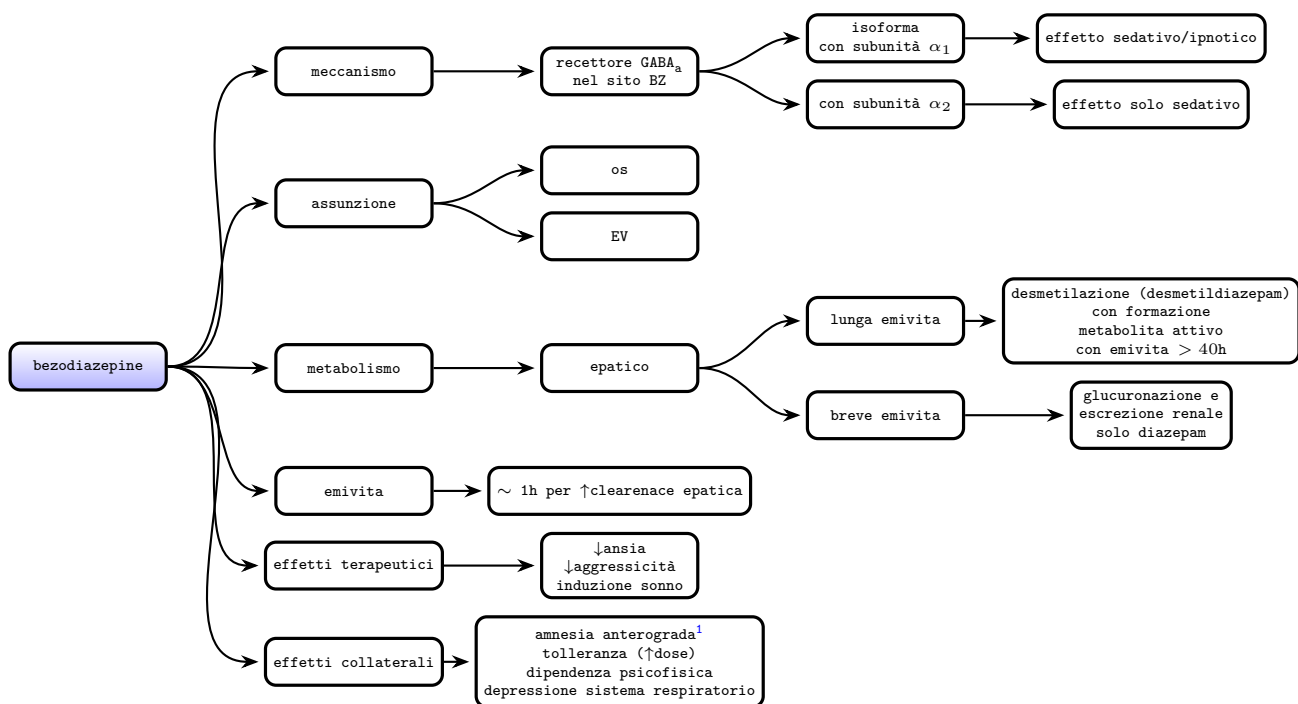 isoforma
con subunità α1
effetto sedativo/ipnotico
meccanismo
recettore GABAa
nel sito BZ
con subunità α2
effetto solo sedativo
os
assunzione
EV
desmetilazione (desmetildiazepam)
con formazione
metabolita attivo
con emivita > 40h
lunga emivita
bezodiazepine
metabolismo
epatico
breve emivita
glucuronazione e
escrezione renale
solo diazepam
emivita
∼ 1h per ↑clearenace epatica
effetti terapeutici
↓ansia
↓aggressicità
induzione sonno
effetti collaterali
amnesia anterograda1
tolleranza (↑dose)
dipendenza psicofisica
depressione sistema respiratorio